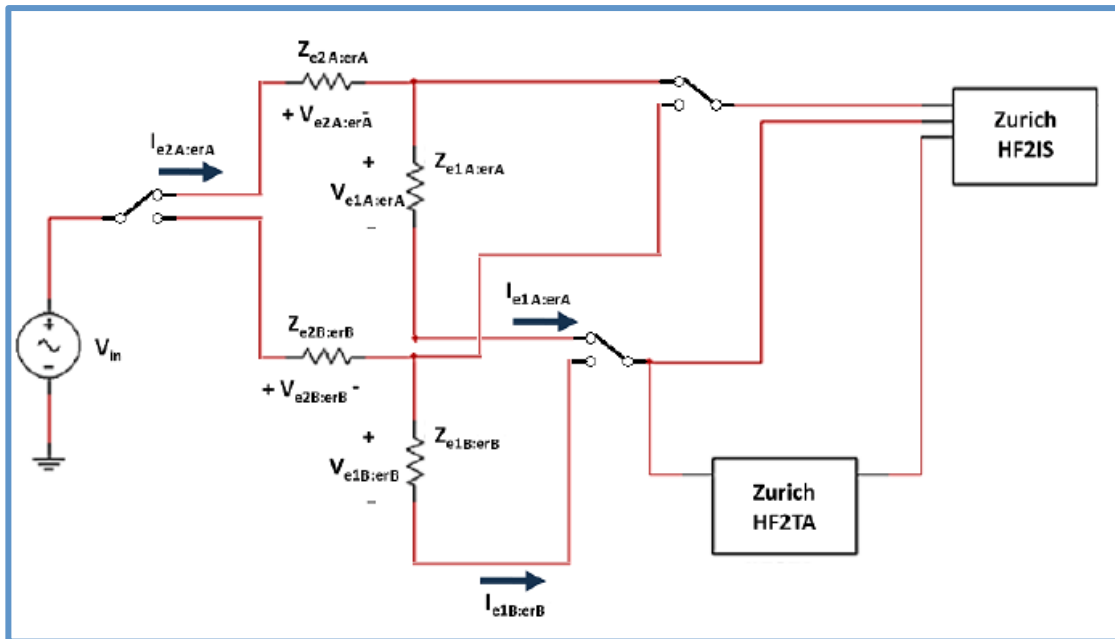 Ze2A:erA
+ Ve2A:erA -
Ie2A:erA
+
Ze1A:erA
Ve1A:erA
-
Zurich
HF2IS
Ie1A:erA
Ze2B:erB
+ Ve2B:erB -
+
-
Vin
+
Ze1B:erB
Ve1B:erB
-
Zurich
HF2TA
Ie1B:erB